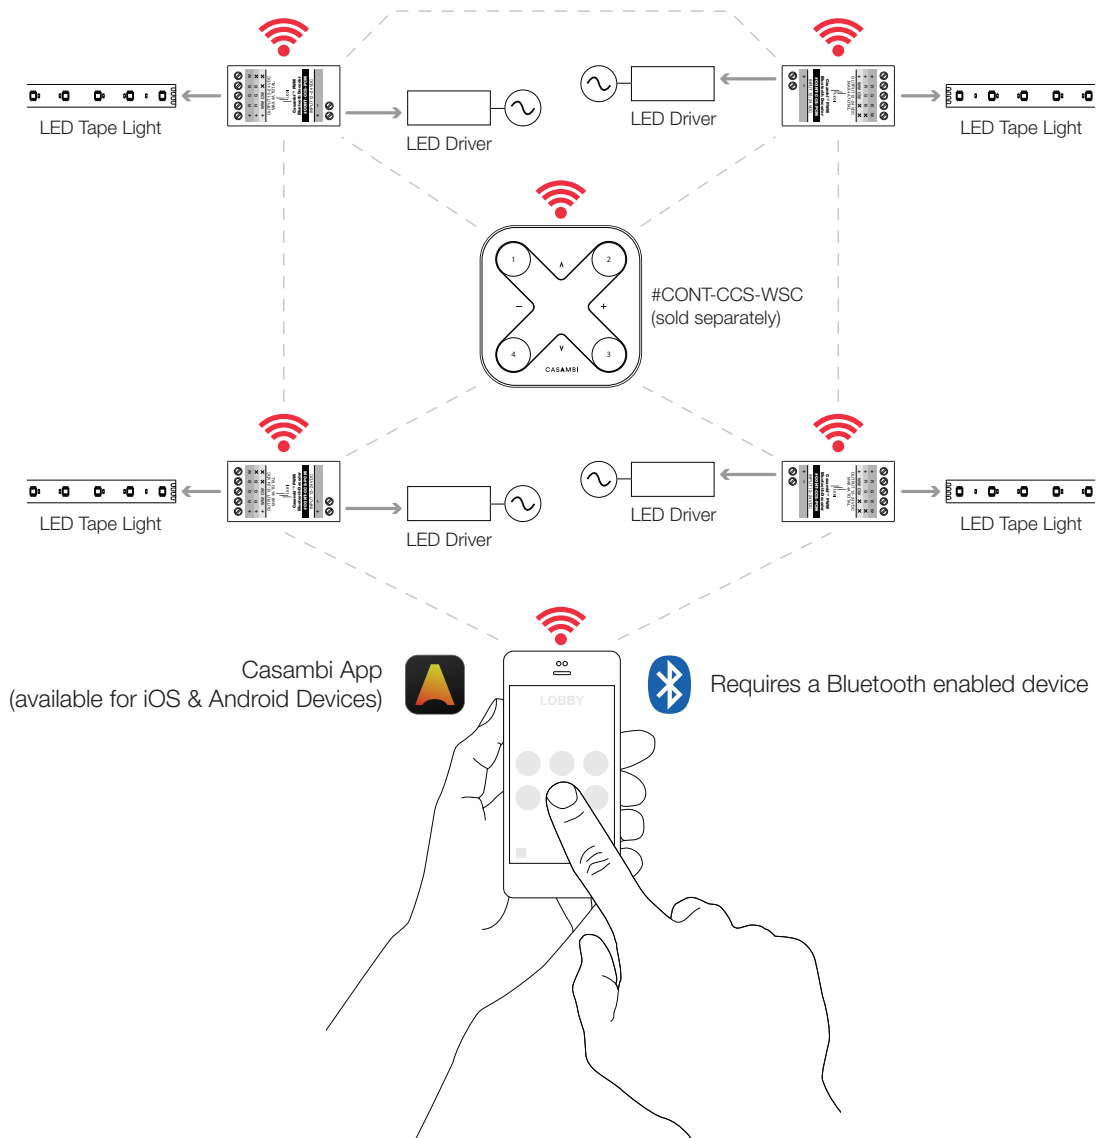 LED Tape Light
LED Driver
LED Driver
LED Tape Light
1
2
∧
−
+
∨
4
3
CASAMBI
#CONT-CCS-WSC
(sold separately)
LED Tape Light
LED Driver
LED Driver
LED Tape Light
Casambi App
(available for iOS & Android Devices)
Requires a Bluetooth enabled device
LOBBY